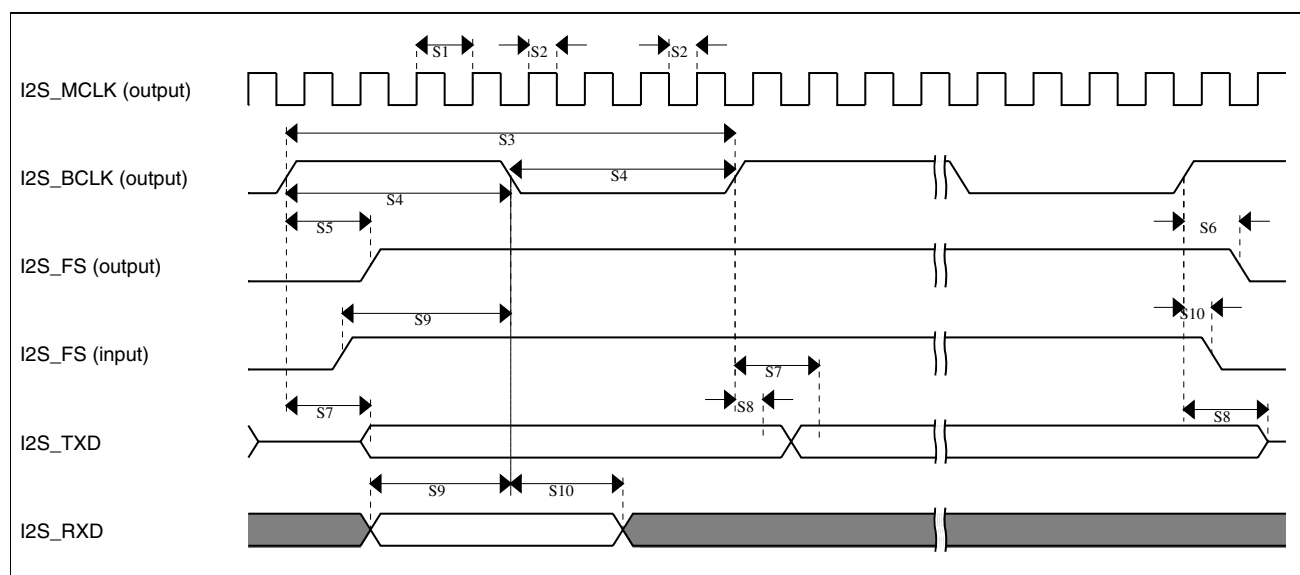 S1 S2 S2
I2S_MCLK (output)
S3
I2S_BCLK (output)
S4
S4
S5 S6
I2S_FS (output)
S9 S10
I2S_FS (input)
S7
S7 S8 S8
I2S_TXD
S9 S10
I2S_RXD